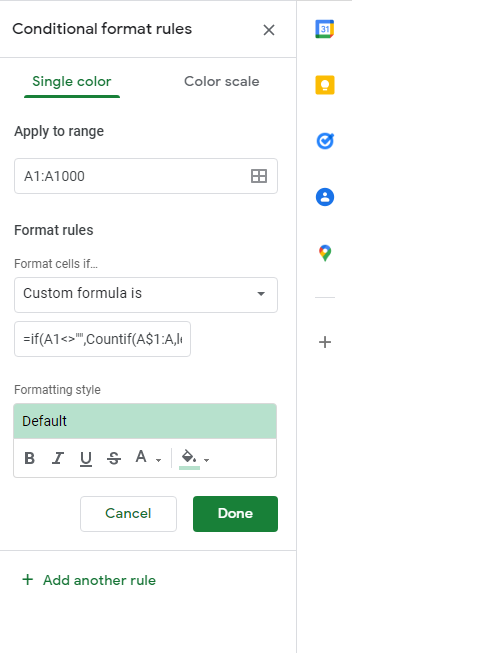 Conditional format rules
Single color
Color scale
Apply to range
A1:A1000
Format rules
Format cells if…
Custom formula is
=if(A1<>"",Countif(A$1:A,l
Formatting style
Default
B I U S A
Cancel
Done
+ Add another rule
31